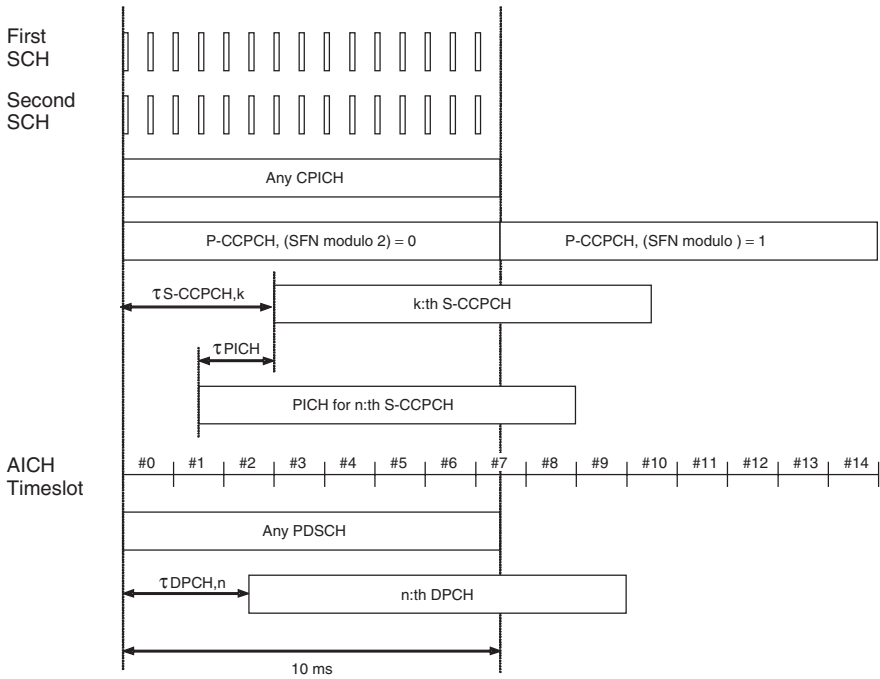 First
SCH
Second
SCH
Any CPICH
P-CCPCH, (SFN modulo 2) = 0
P-CCPCH, (SFN modulo ) = 1
τS-CCPCH,k
k:th S-CCPCH
τPICH
PICH for n:th S-CCPCH
AICH
Timeslot
#0 #1 #2 #3 #4 #5 #6 #7 #8 #9 #10 #11 #12 #13 #14
Any PDSCH
τDPCH,n
n:th DPCH
10 ms